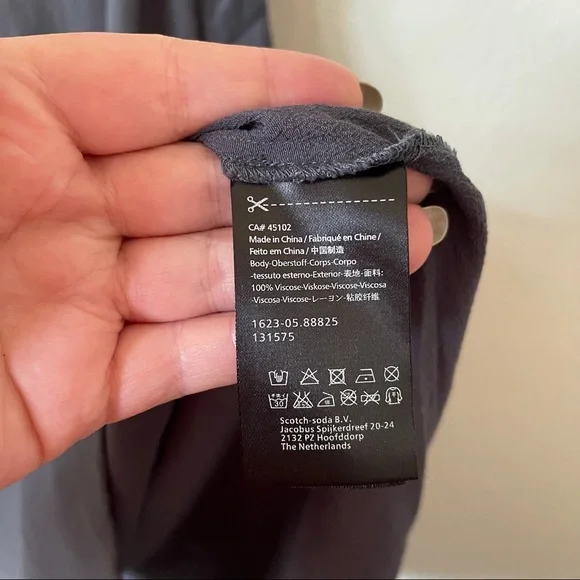 CA# 45102
Made in China / Fabriqué en Chine /
Feito em China / 中国制造
Body-Oberstoff-Corps-Corpo
-tessuto esterno-Exterior-表地-面料:
100% Viscose-Viskose-Viscose-Viscosa
-Viscosa-Viscose-レーヨン-粘胶纤维
1623-05.88825
131575
30
Scotch-soda B.V.
Jacobus Spijkerdreef 20-24
2132 PZ Hoofddorp
The Netherlands